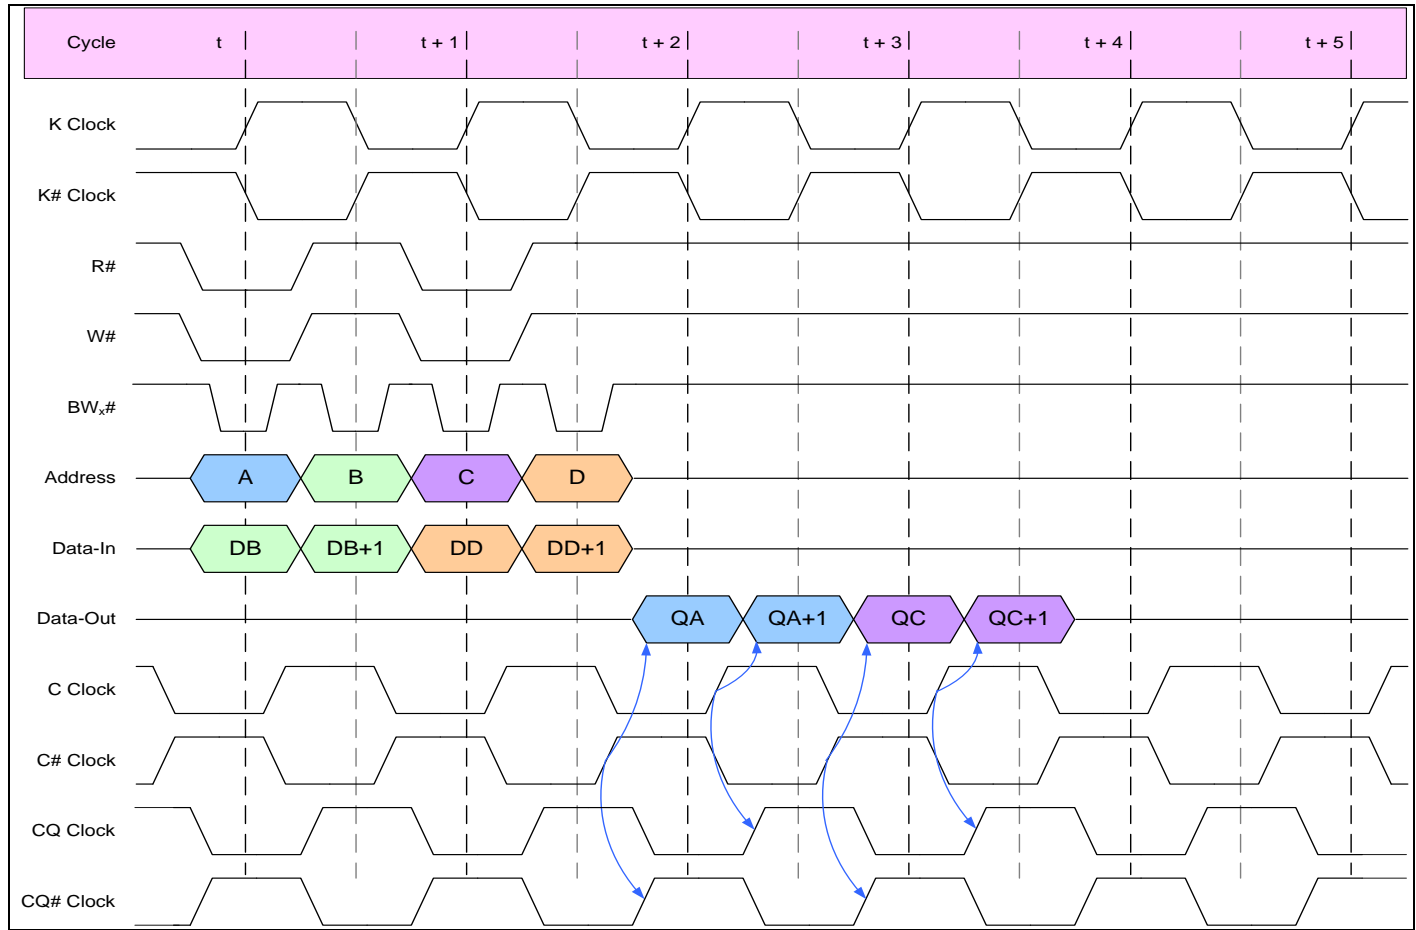 Cycle t t + 1 t + 2 t + 3 t + 4 t + 5
K Clock
K# Clock
R#
W#
BWx#
Address A B C D
Data-In DB DB+1 DD DD+1
Data-Out QA QA+1 QC QC+1
C Clock
C# Clock
CQ Clock
CQ# Clock